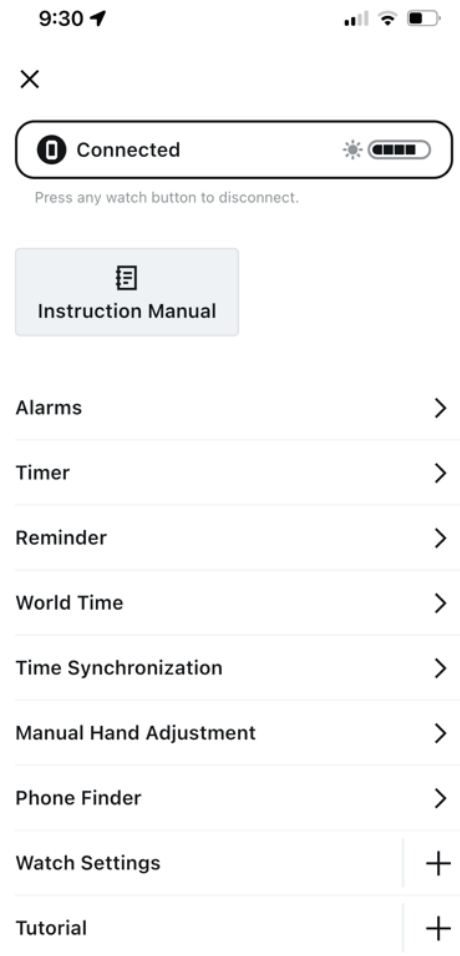 9:30
Connected
Press any watch button to disconnect.
Instruction Manual
Alarms
Timer
Reminder
World Time
Time Synchronization
Manual Hand Adjustment
Phone Finder
Watch Settings
Tutorial